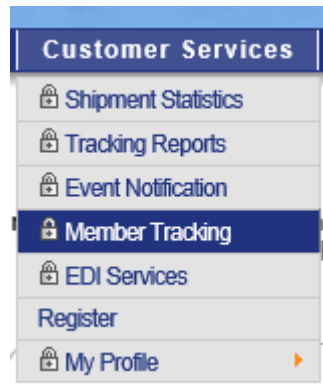 Customer Services
Shipment Statistics
Tracking Reports
Event Notification
Member Tracking
EDI Services
Register
My Profile